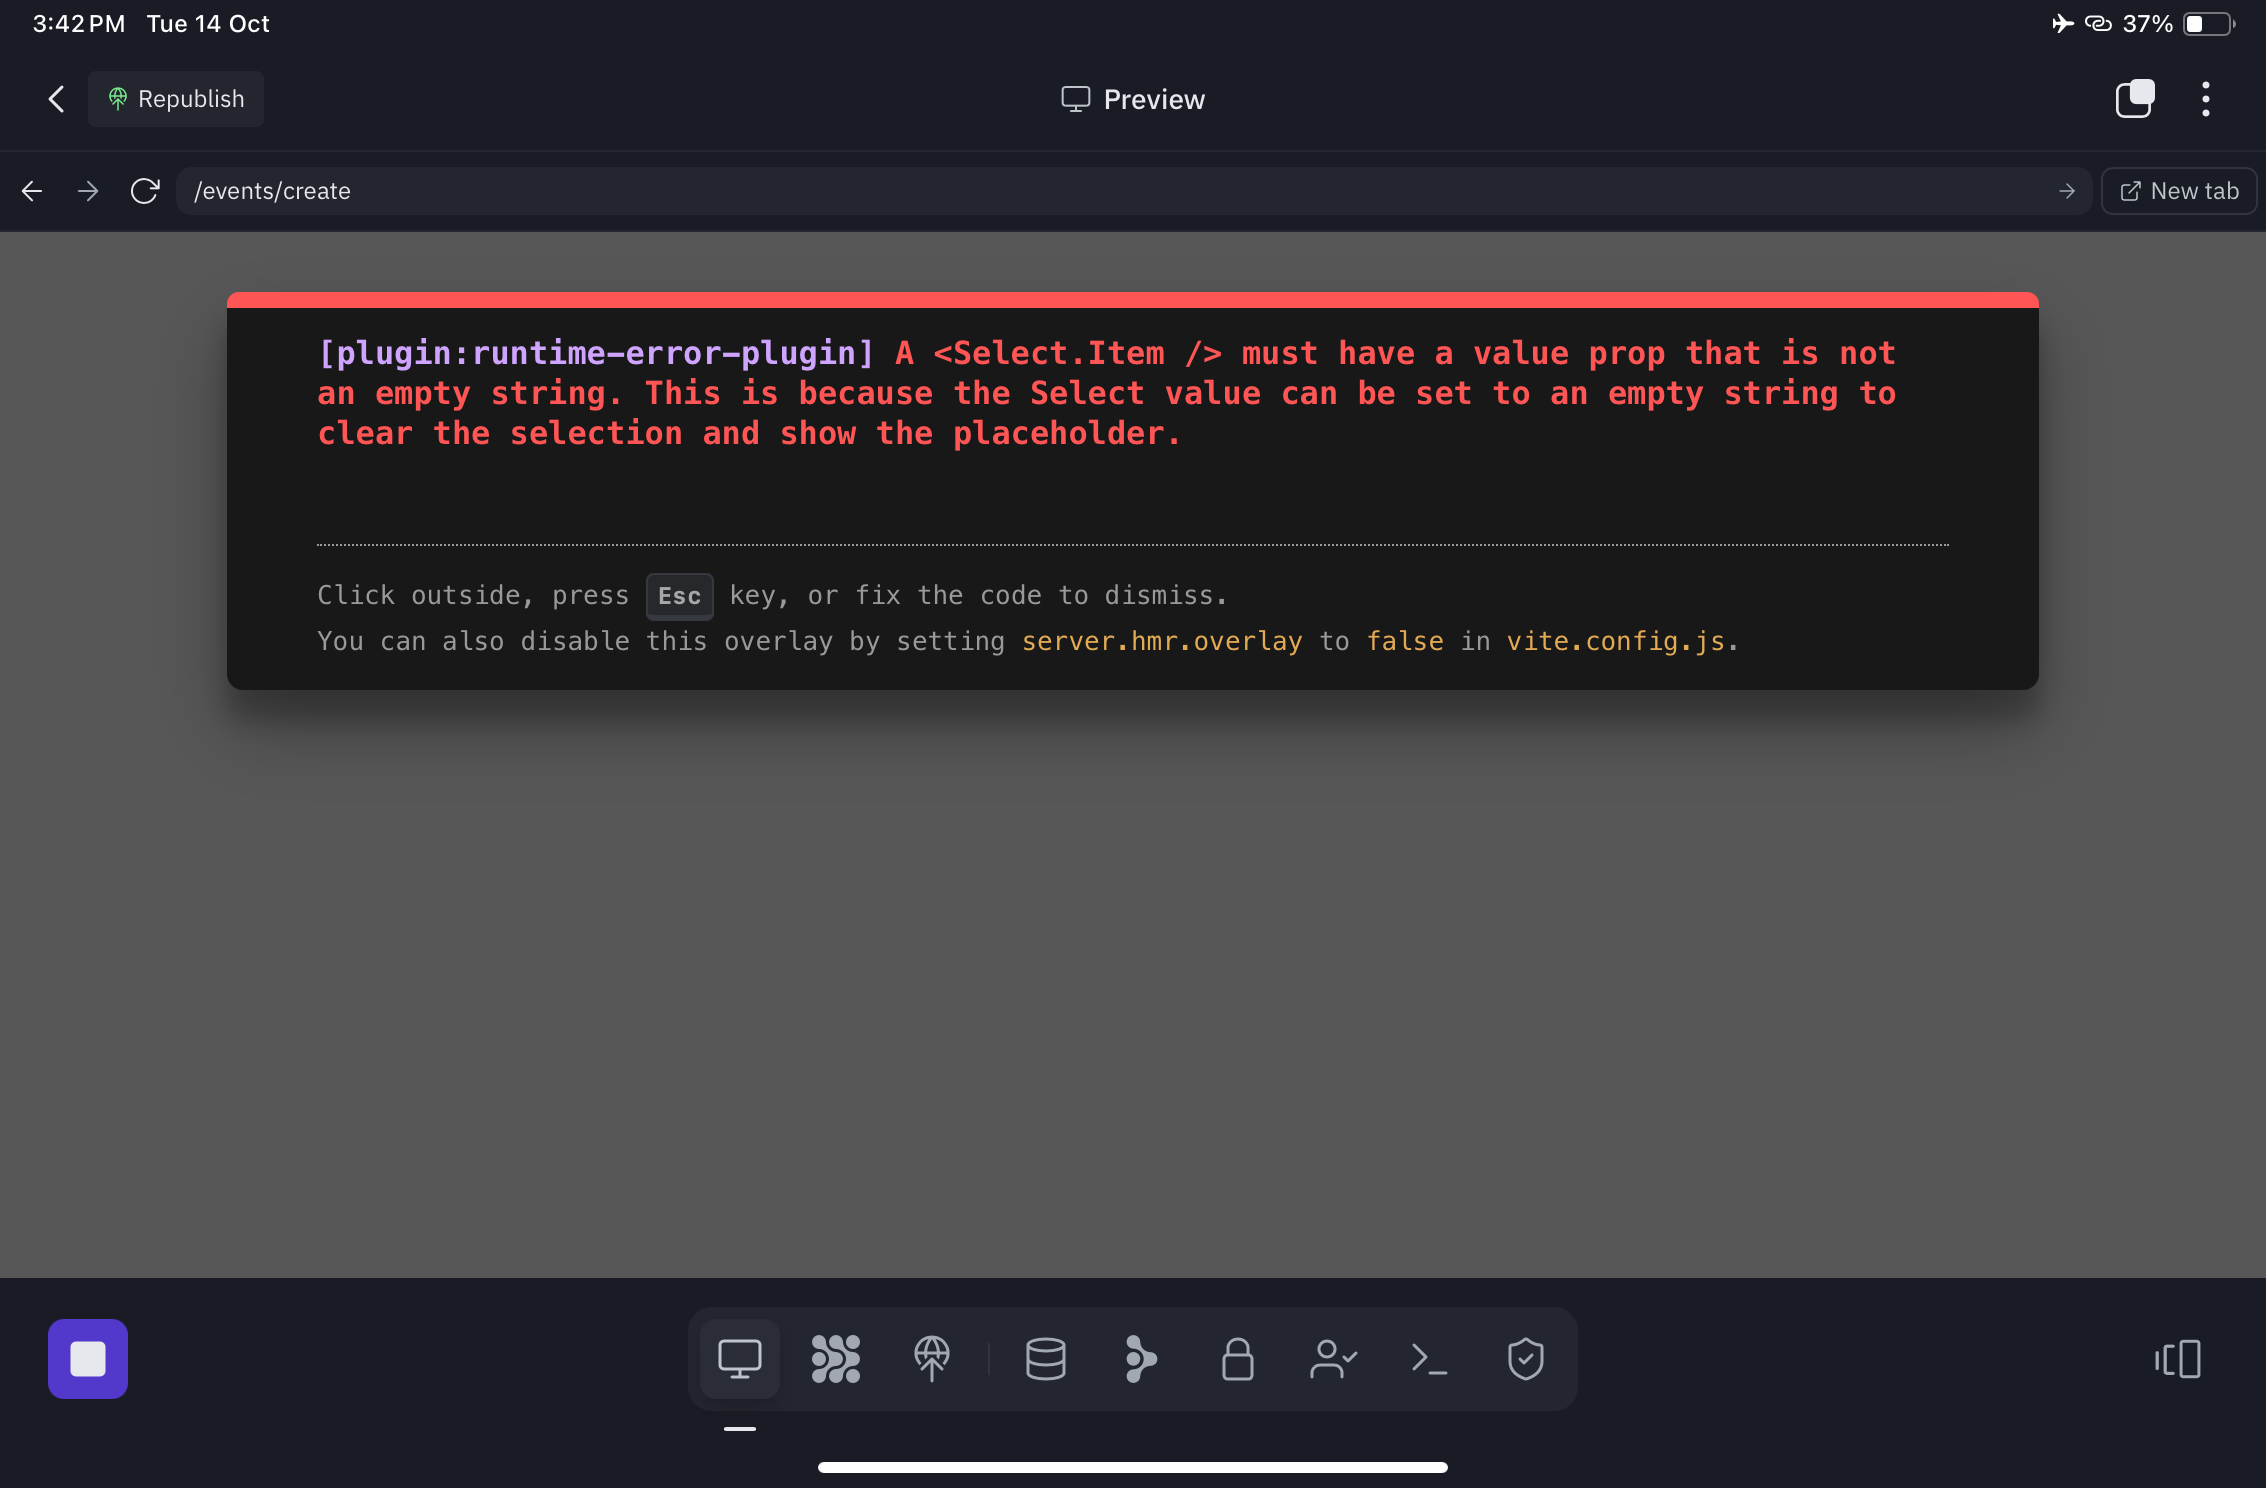 3:42 PM Tue 14 Oct
37%
Republish
Preview
/events/create
New tab
[plugin:runtime-error-plugin] A <Select.Item /> must have a value prop that is not
an empty string. This is because the Select value can be set to an empty string to
clear the selection and show the placeholder.
Click outside, press Esc key, or fix the code to dismiss.
You can also disable this overlay by setting server.hmr.overlay to false in vite.config.js.